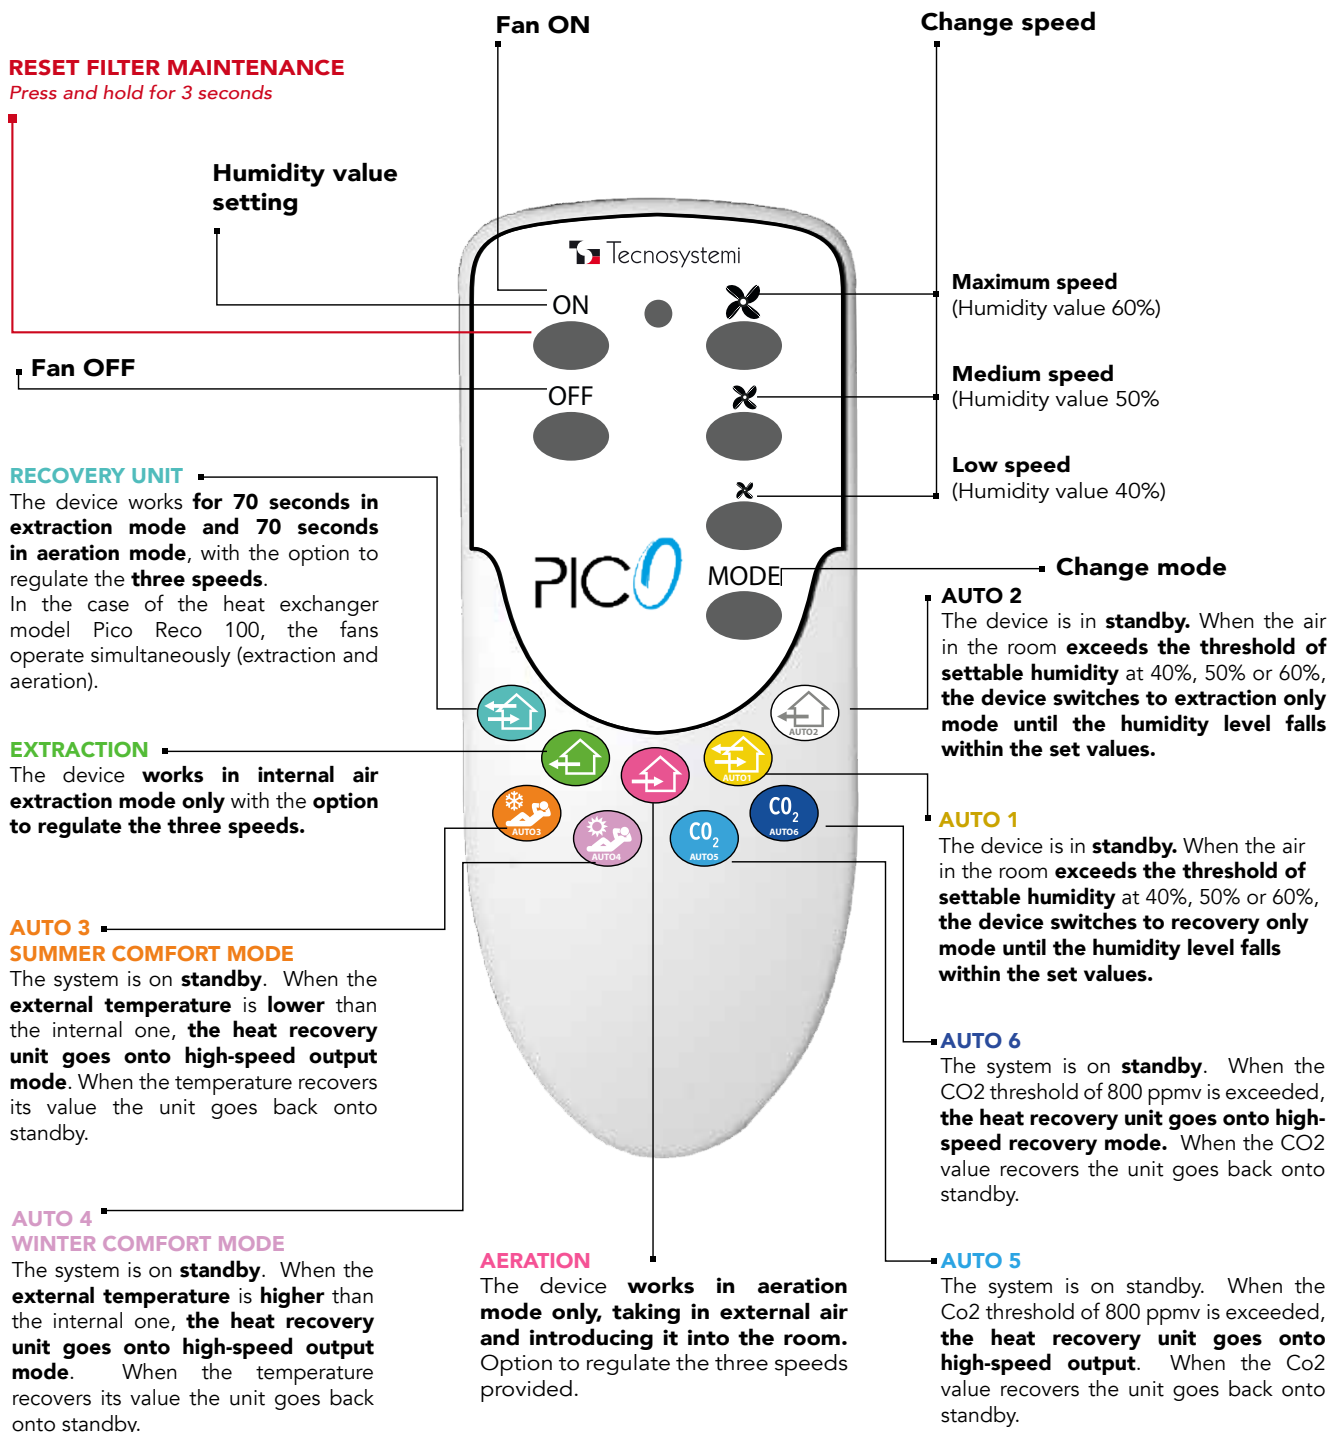 Fan ON
Change speed
RESET FILTER MAINTENANCE
Press and hold for 3 seconds
Humidity value
setting
Tecnosystemi
ON
Maximum speed
(Humidity value 60%)
Fan OFF
OFF
Medium speed
(Humidity value 50%
Low speed
(Humidity value 40%)
PICO
MODE
Change mode
RECOVERY UNIT
The device works for 70 seconds in
extraction mode and 70 seconds
in aeration mode, with the option to
regulate the three speeds.
In the case of the heat exchanger
model Pico Reco 100, the fans
operate simultaneously (extraction and
aeration).
EXTRACTION
The device works in internal air
extraction mode only with the option
to regulate the three speeds.
AUTO2
AUTO1
AUTO3
AUTO4
CO2
AUTO5
CO2
AUTO6
AUTO 2
The device is in standby. When the air
in the room exceeds the threshold of
settable humidity at 40%, 50% or 60%,
the device switches to extraction only
mode until the humidity level falls
within the set values.
AUTO 1
The device is in standby. When the air
in the room exceeds the threshold of
settable humidity at 40%, 50% or 60%,
the device switches to recovery only
mode until the humidity level falls
within the set values.
AUTO 3
SUMMER COMFORT MODE
The system is on standby. When the
external temperature is lower than
the internal one, the heat recovery
unit goes onto high-speed output
mode. When the temperature recovers
its value the unit goes back onto
standby.
AUTO 6
The system is on standby. When the
CO2 threshold of 800 ppmv is exceeded,
the heat recovery unit goes onto high-
speed recovery mode. When the CO2
value recovers the unit goes back onto
standby.
AUTO 4
WINTER COMFORT MODE
The system is on standby. When the
external temperature is higher than
the internal one, the heat recovery
unit goes onto high-speed output
mode. When the temperature
recovers its value the unit goes back
onto standby.
AERATION
The device works in aeration
mode only, taking in external air
and introducing it into the room.
Option to regulate the three speeds
provided.
AUTO 5
The system is on standby. When the
Co2 threshold of 800 ppmv is exceeded,
the heat recovery unit goes onto
high-speed output. When the Co2
value recovers the unit goes back onto
standby.